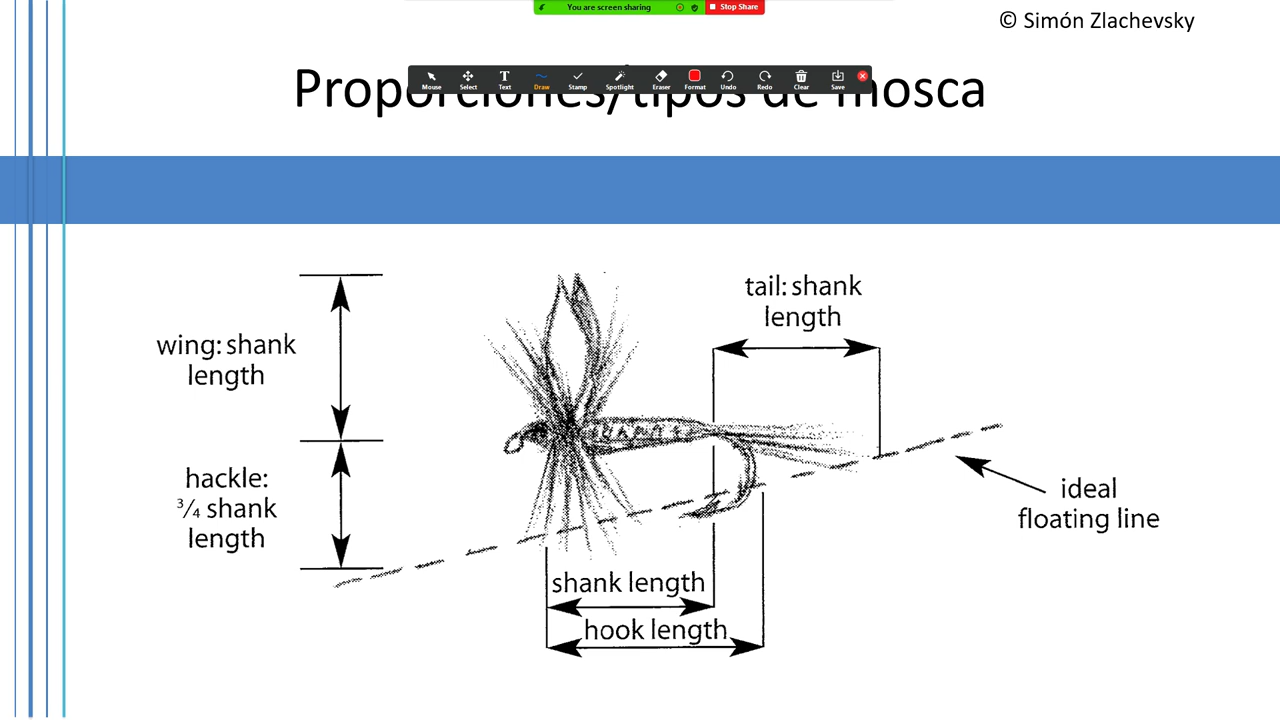 You are screen sharing
Stop Share
© Simón Zlachevsky
Mouse
Select
Text
Draw
Stamp
Spotlight
Eraser
Format
Undo
Redo
Clear
Save
Proporciones/tipos de mosca
tail: shank
length
wing: shank
length
hackle:
¾ shank
length
ideal
floating line
shank length
hook length